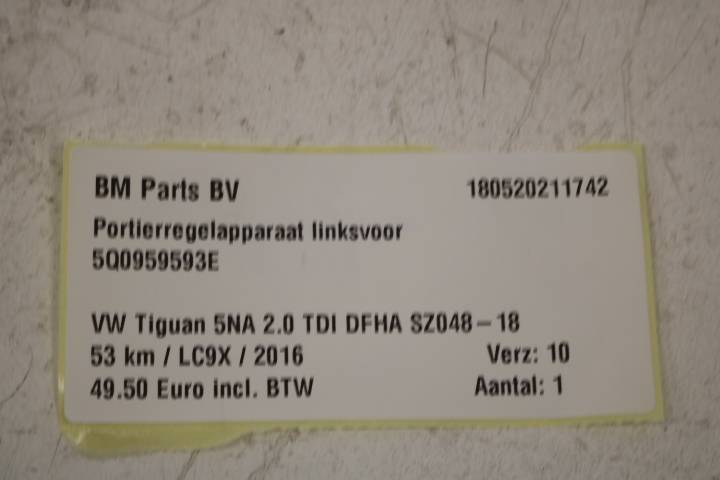 BM Parts BV 180520211742
Portierregelapparaat linksvoor
5Q0959593E
VW Tiguan 5NA 2.0 TDI DFHA SZ048-18
53 km / LC9X / 2016 Verz: 10
49.50 Euro incl. BTW Aantal: 1